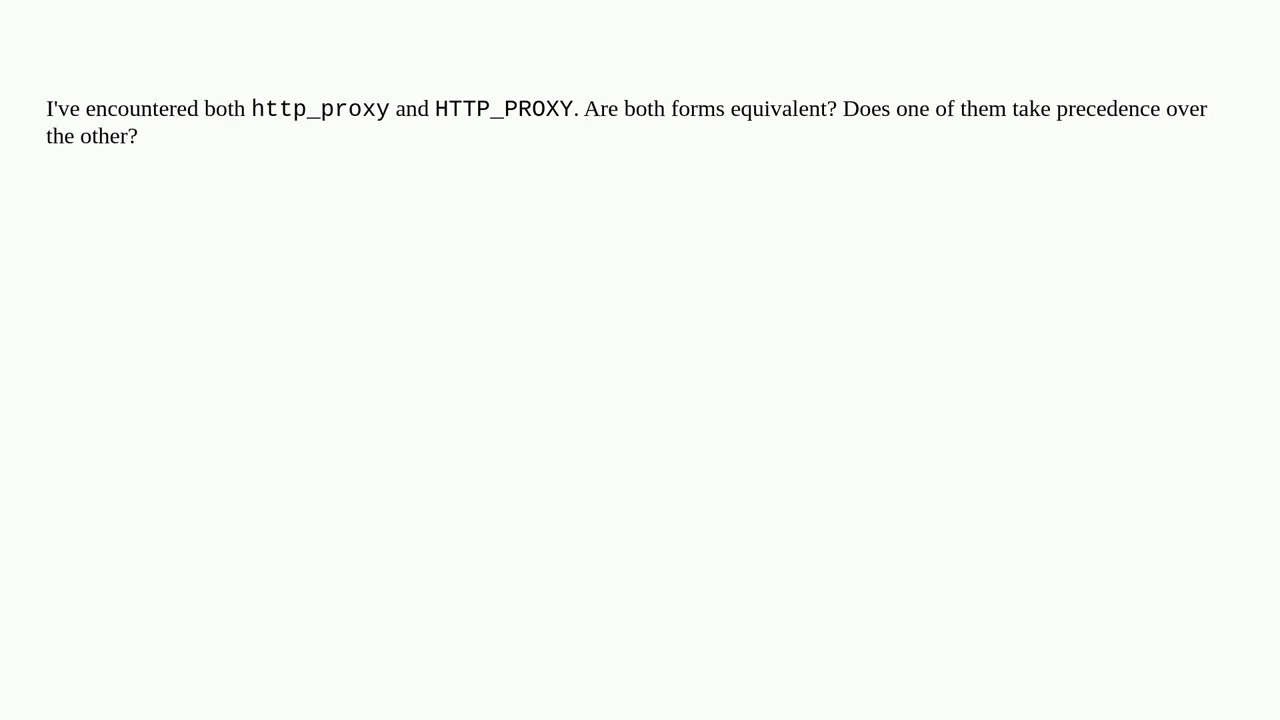 I've encountered both http_proxy and HTTP_PROXY. Are both forms equivalent? Does one of them take precedence over
the other?